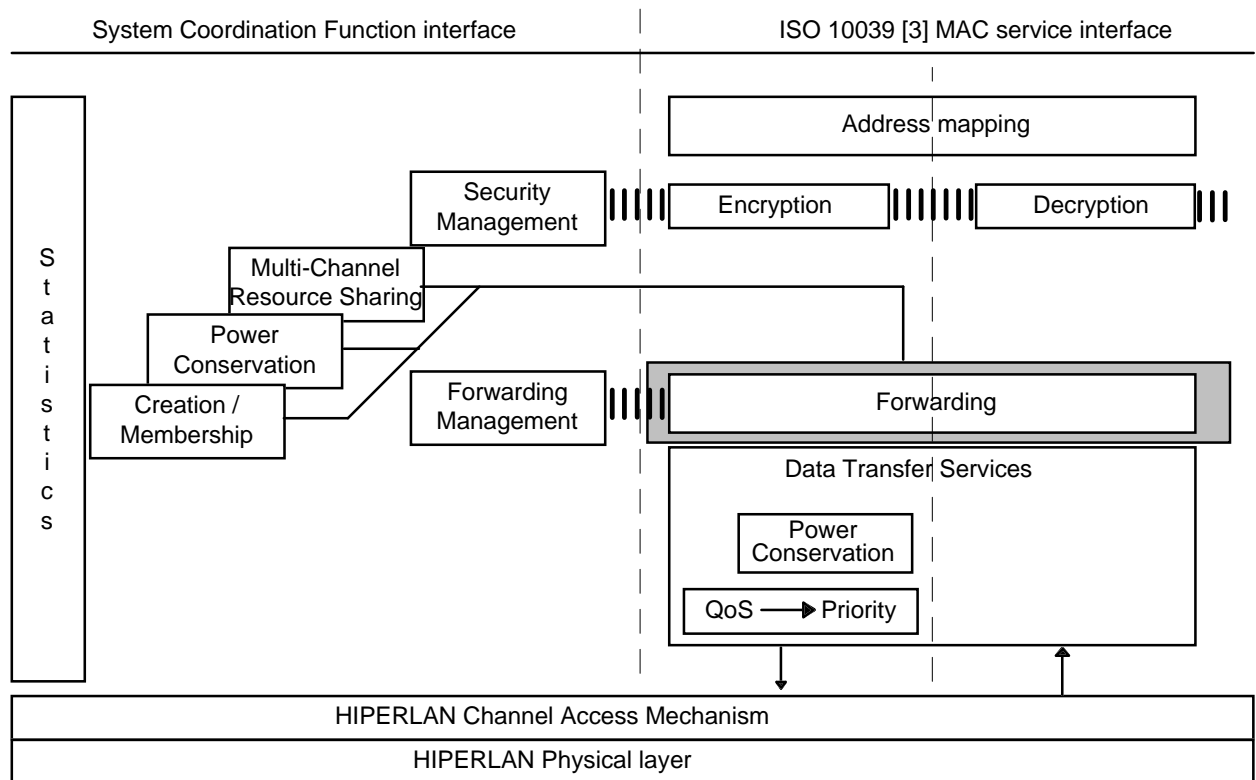 System Coordination Function interface
ISO 10039 [3] MAC service interface
Address mapping
Security
Management
Encryption
Decryption
Statistics
Multi-Channel
Resource Sharing
Power
Conservation
Creation /
Membership
Forwarding
Management
Forwarding
Data Transfer Services
Power
Conservation
QoS
Priority
HIPERLAN Channel Access Mechanism
HIPERLAN Physical layer